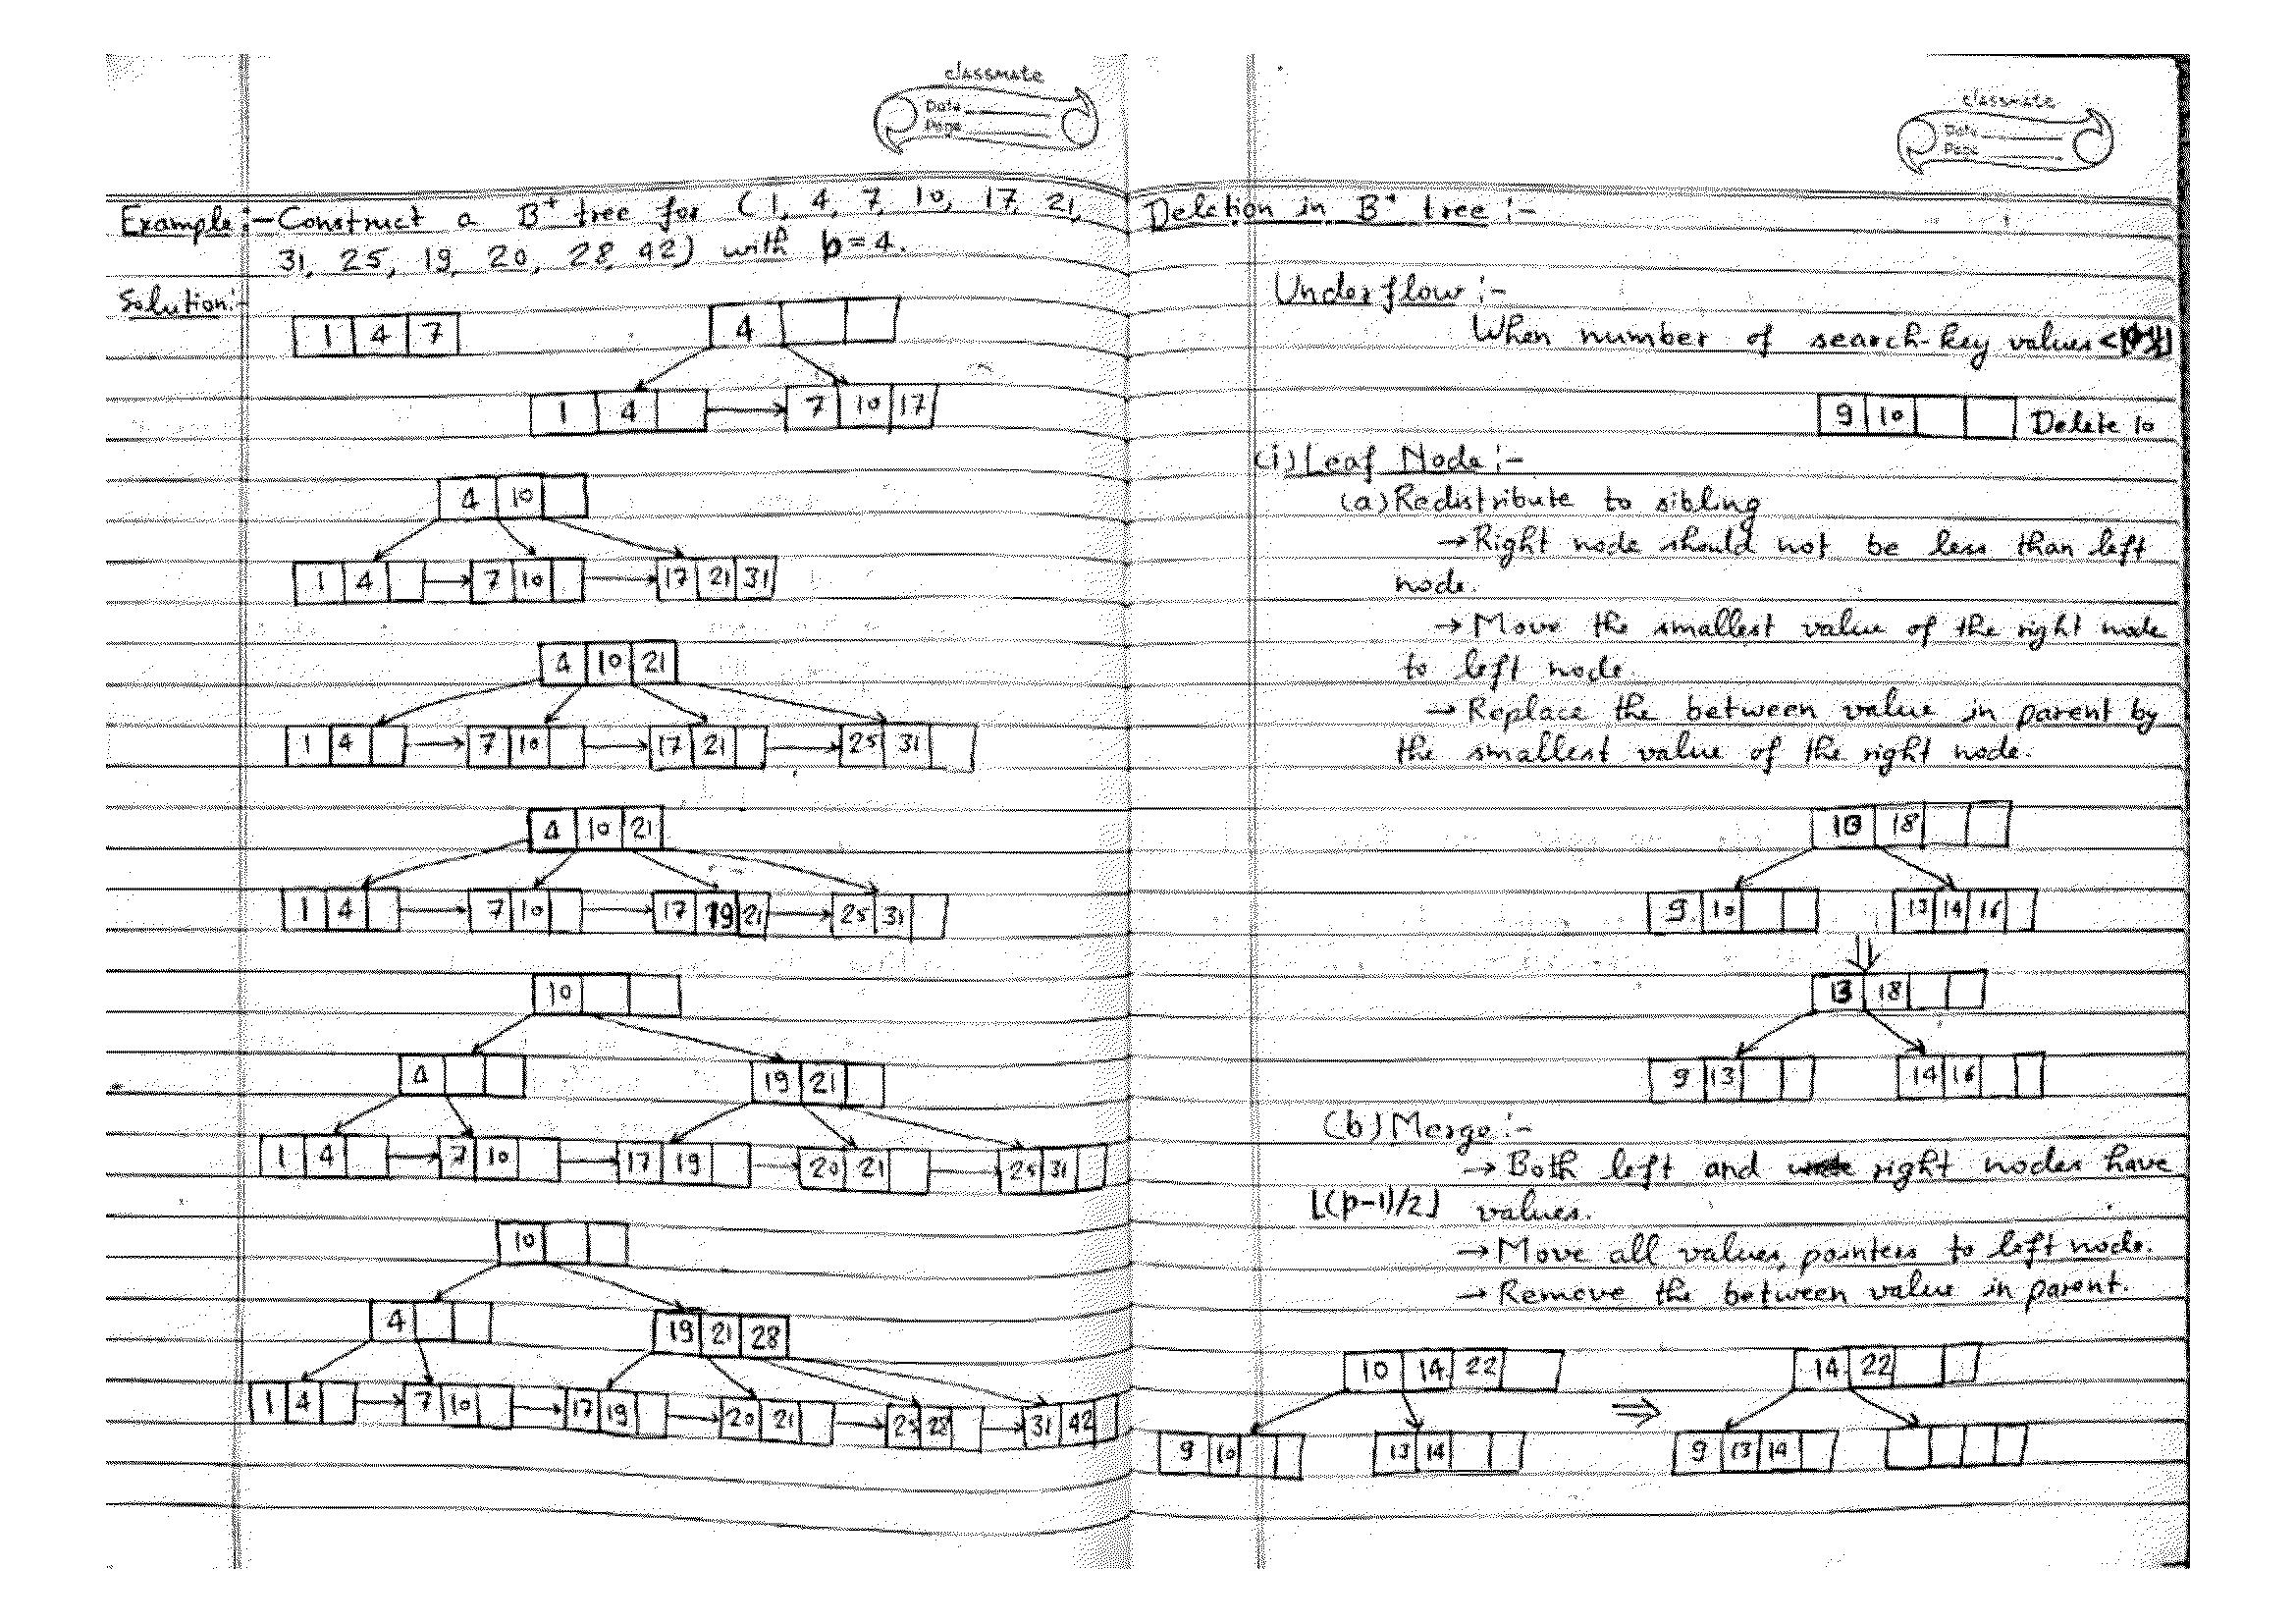 classmate
Date
Page
Example:- Construct a B+ tree for (1, 4, 7, 10, 17, 21,
31, 25, 19, 20, 28, 42) with p=4.
Solution:-
1 4 7
4
1 4 7 10 17
4 10
1 4 7 10 17 21 31
4 10 21
1 4 7 10 17 21 25 31
4 10 21
1 4 7 10 17 19 21 25 31
10
4 19 21
1 4 7 10 17 19 20 21 25 31
10
4 19 21 28
1 4 7 10 17 19 20 21 25 28 31 42
classmate
Date
Page
Deletion in B+ tree :-
Underflow :-
When number of search-key values <
9 10 Delete 10
(i) Leaf Node :-
(a) Redistribute to sibling
→ Right node should not be less than left
node.
→ Move the smallest value of the right node
to left node.
→ Replace the between value in parent by
the smallest value of the right node.
18
9 10 13 14 16
⇓
13 18
9 13 14 16
(b) Merge :-
→ Both left and right nodes have
⌊(p-1)/2⌋ values.
→ Move all values, pointers to left node.
→ Remove the between value in parent.
10 14 22 ⇒ 14 22
9 10 13 14 9 13 14